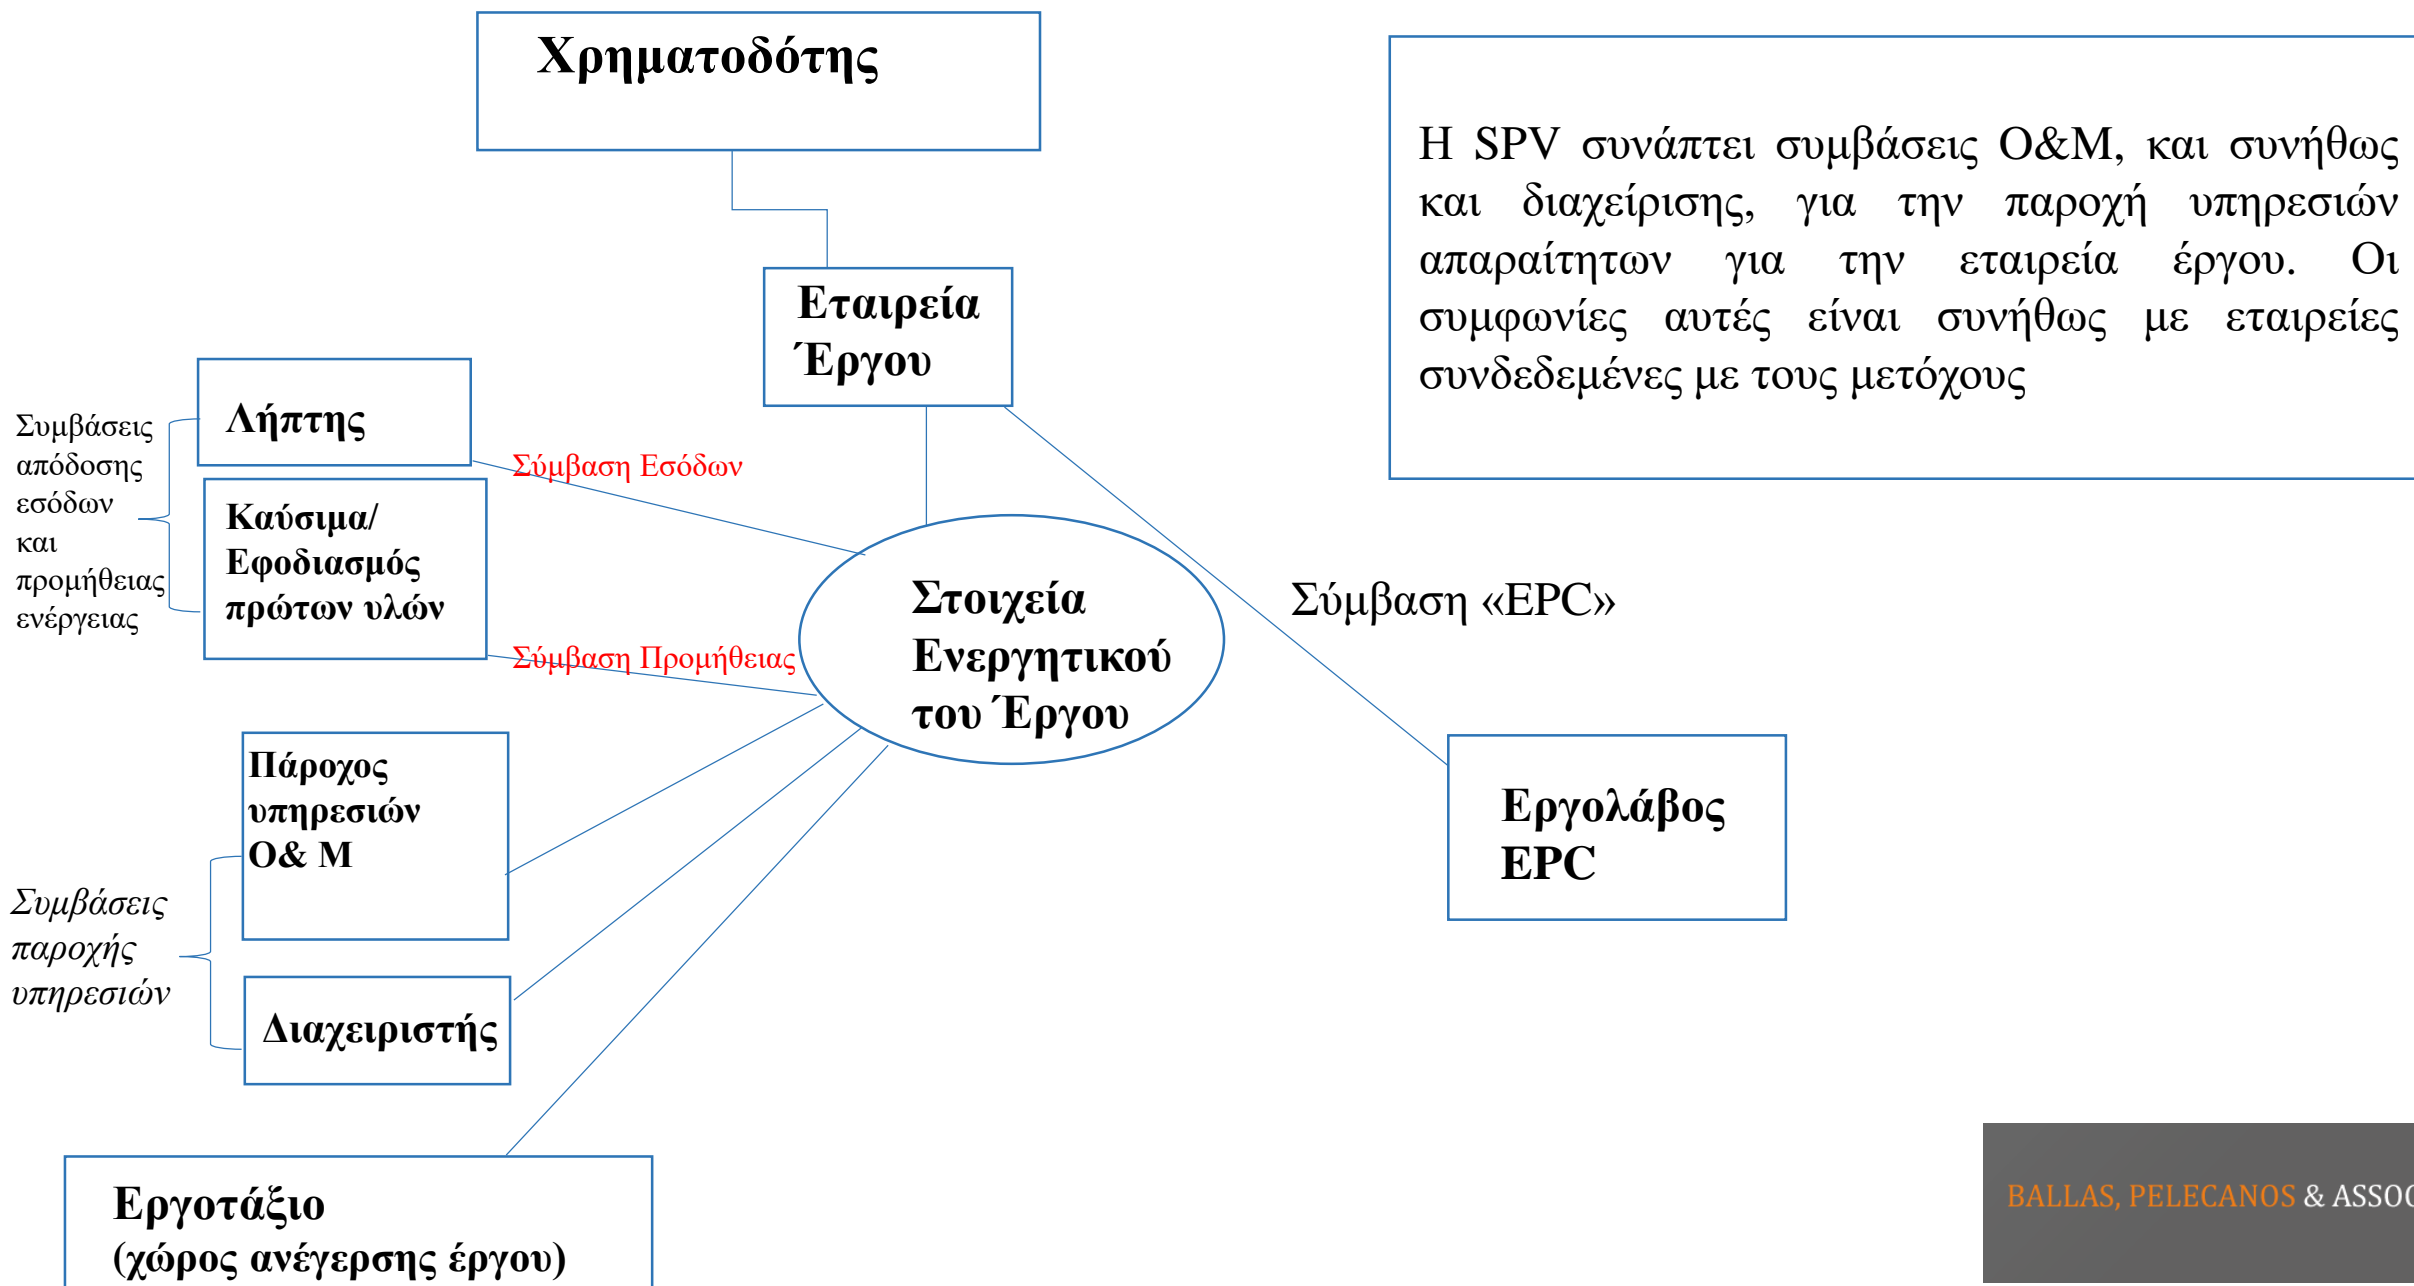 Χρηματοδότης
Η SPV συνάπτει συμβάσεις O&M, και συνήθως
και διαχείρισης, για την παροχή υπηρεσιών
απαραίτητων για την εταιρεία έργου. Οι
συμφωνίες αυτές είναι συνήθως με εταιρείες
συνδεδεμένες με τους μετόχους
Εταιρεία
Έργου
Συμβάσεις
απόδοσης
εσόδων
και
προμήθειας
ενέργειας
Λήπτης
Σύμβαση Εσόδων
Καύσιμα/
Εφοδιασμός
πρώτων υλών
Σύμβαση Προμήθειας
Στοιχεία
Ενεργητικού
του Έργου
Σύμβαση «EPC»
Εργολάβος
EPC
Πάροχος
υπηρεσιών
O& M
Συμβάσεις
παροχής
υπηρεσιών
Διαχειριστής
Εργοτάξιο
(χώρος ανέγερσης έργου)
BALLAS, PELECANOS & ASSOC